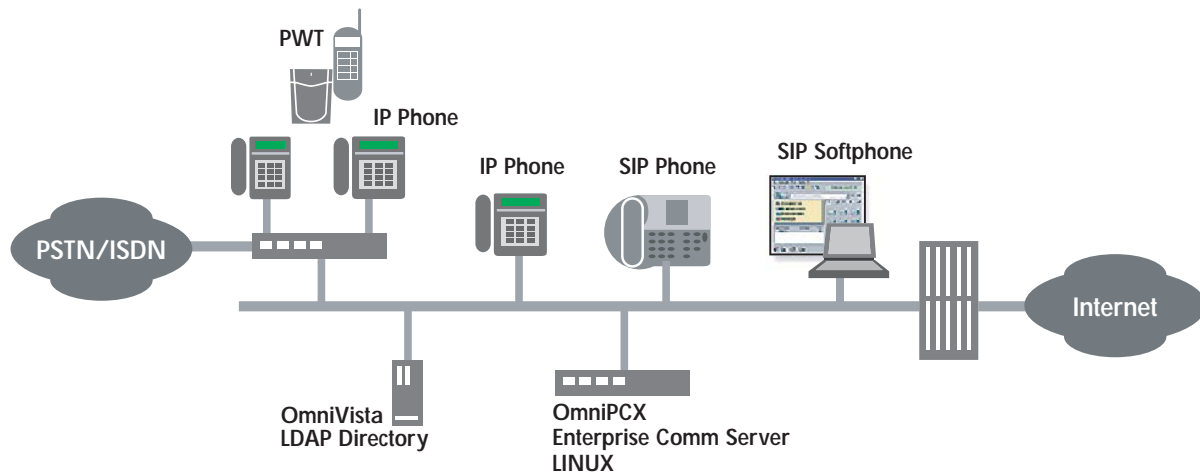 PWT
IP Phone
IP Phone
SIP Phone
SIP Softphone
PSTN/ISDN
Internet
OmniVista
LDAP Directory
OmniPCX
Enterprise Comm Server
LINUX